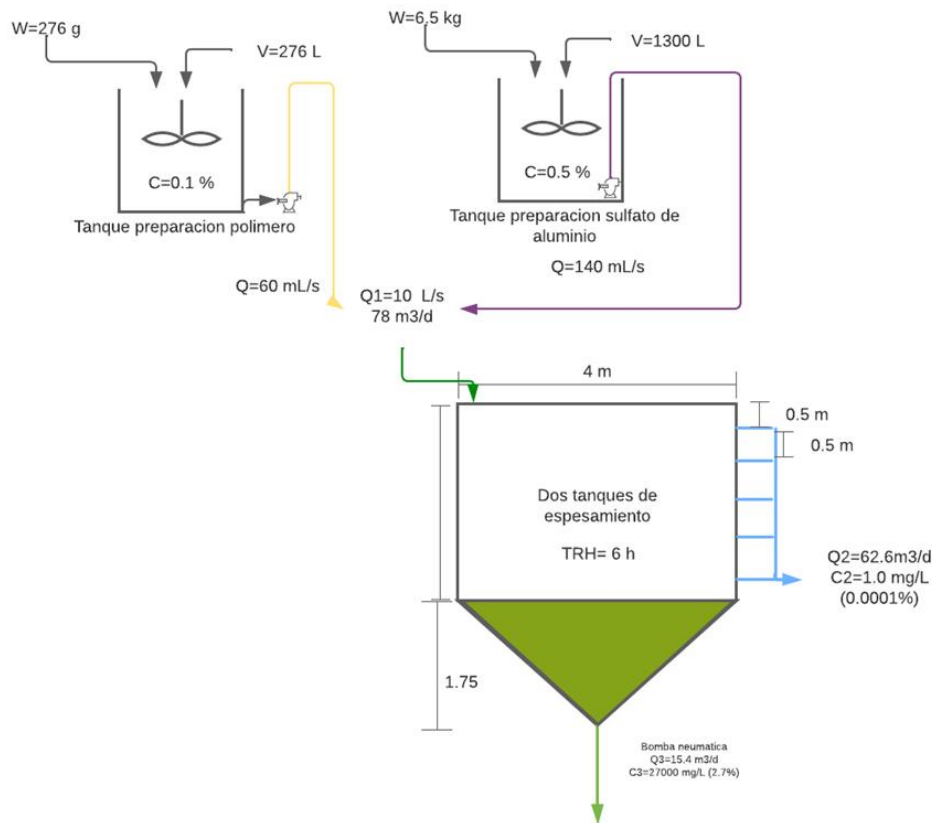 W=276 g
V=276 L
C=0.1 %
Tanque preparacion polimero
W=6.5 kg
V=1300 L
C=0.5 %
Tanque preparacion sulfato de
aluminio
Q=60 mL/s
Q=140 mL/s
Q1=10 L/s
78 m3/d
4 m
0.5 m
0.5 m
Dos tanques de
espesamiento
TRH= 6 h
Q2=62.6m3/d
C2=1.0 mg/L
(0.0001%)
1.75
Bomba neumatica
Q3=15.4 m3/d
C3=27000 mg/L (2.7%)